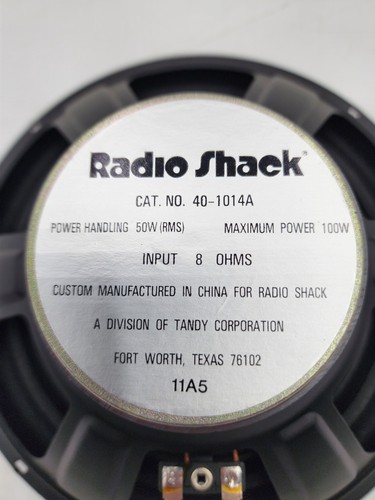 Radio Shack
CAT. NO. 40-1014A
POWER HANDLING 50W (RMS) MAXIMUM POWER 100W
INPUT 8 OHMS
CUSTOM MANUFACTURED IN CHINA FOR RADIO SHACK
A DIVISION OF TANDY CORPORATION
FORT WORTH, TEXAS 76102
11A5